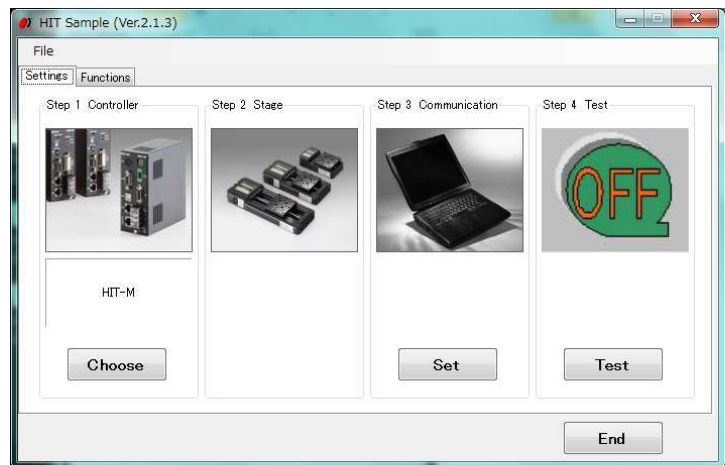 HIT Sample (Ver.2.1.3)
File
Settings Functions
Step 1 Controller
Step 2 Stage
Step 3 Communication
Step 4 Test
OFF
HIT-M
Choose
Set
Test
End